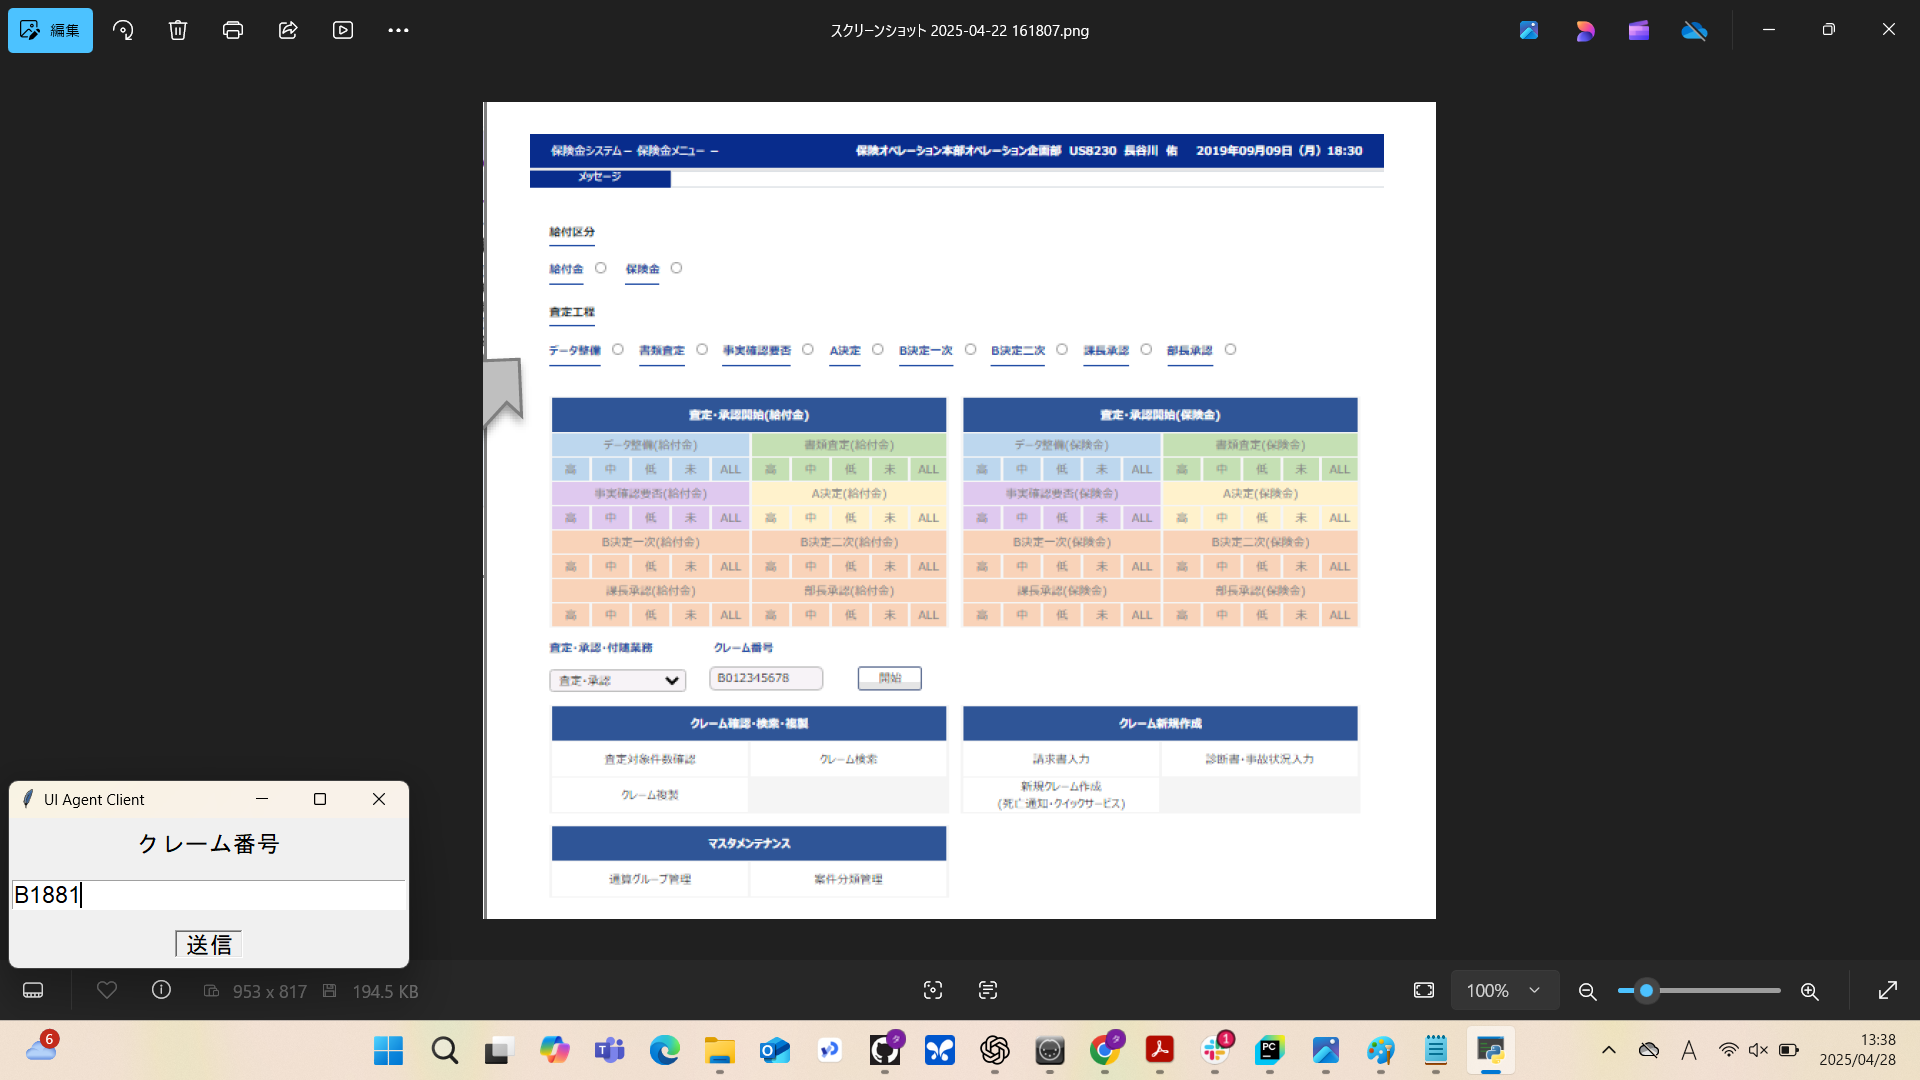 編集
スクリーンショット 2025-04-22 161807.png
保険金システム－ 保険金メニュー －
保険オペレーション本部オペレーション企画部 US8230 長谷川 佑 2019年09月09日（月）18:30
メッセージ
給付区分
給付金 保険金
査定工程
データ整備 書類査定 事実確認要否 A決定 B決定一次 B決定二次 課長承認 部長承認
査定・承認開始(給付金) 査定・承認開始(保険金)
データ整備(給付金) 書類査定(給付金) データ整備(保険金) 書類査定(保険金)
高 中 低 未 ALL 高 中 低 未 ALL 高 中 低 未 ALL 高 中 低 未 ALL
事実確認要否(給付金) A決定(給付金) 事実確認要否(保険金) A決定(保険金)
高 中 低 未 ALL 高 中 低 未 ALL 高 中 低 未 ALL 高 中 低 未 ALL
B決定一次(給付金) B決定二次(給付金) B決定一次(保険金) B決定二次(保険金)
高 中 低 未 ALL 高 中 低 未 ALL 高 中 低 未 ALL 高 中 低 未 ALL
課長承認(給付金) 部長承認(給付金) 課長承認(保険金) 部長承認(保険金)
高 中 低 未 ALL 高 中 低 未 ALL 高 中 低 未 ALL 高 中 低 未 ALL
査定・承認・付随業務 クレーム番号
査定・承認 B012345678 開始
クレーム確認・検索・複製 クレーム新規作成
査定対象件数確認 クレーム検索 請求書入力 診断書・事故状況入力
クレーム複製 新規クレーム作成
(死亡通知・クイックサービス)
マスタメンテナンス
通算グループ管理 案件分類管理
UI Agent Client
クレーム番号
B1881
送信
953 x 817 194.5 KB
100%
6
タ
タ
1
PC
A
13:38
2025/04/28